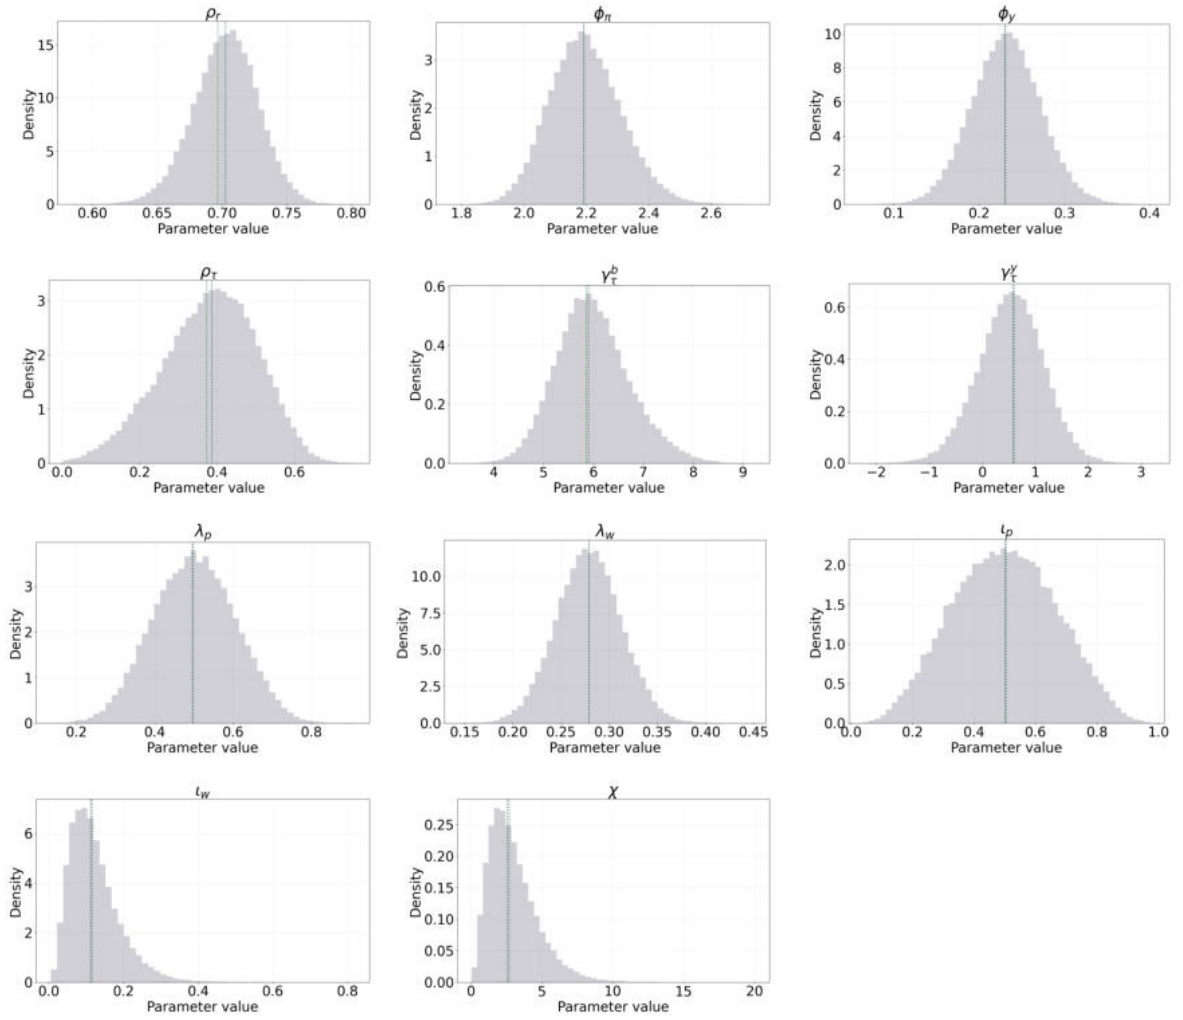 ρ_r
15
10
5
0
Density
0.60 0.65 0.70 0.75 0.80
Parameter value
ϕ_π
3
2
1
0
Density
1.8 2.0 2.2 2.4 2.6
Parameter value
ϕ_y
10
8
6
4
2
0
Density
0.1 0.2 0.3 0.4
Parameter value
ρ_τ
3
2
1
0
Density
0.0 0.2 0.4 0.6
Parameter value
γ_τ^b
0.6
0.4
0.2
0.0
Density
4 5 6 7 8 9
Parameter value
γ_τ^y
0.6
0.4
0.2
0.0
Density
−2 −1 0 1 2 3
Parameter value
λ_p
3
2
1
0
Density
0.2 0.4 0.6 0.8
Parameter value
λ_w
10.0
7.5
5.0
2.5
0.0
Density
0.15 0.20 0.25 0.30 0.35 0.40 0.45
Parameter value
ι_p
2.0
1.5
1.0
0.5
0.0
Density
0.0 0.2 0.4 0.6 0.8 1.0
Parameter value
ι_w
6
4
2
0
Density
0.0 0.2 0.4 0.6 0.8
Parameter value
χ
0.25
0.20
0.15
0.10
0.05
0.00
Density
0 5 10 15 20
Parameter value